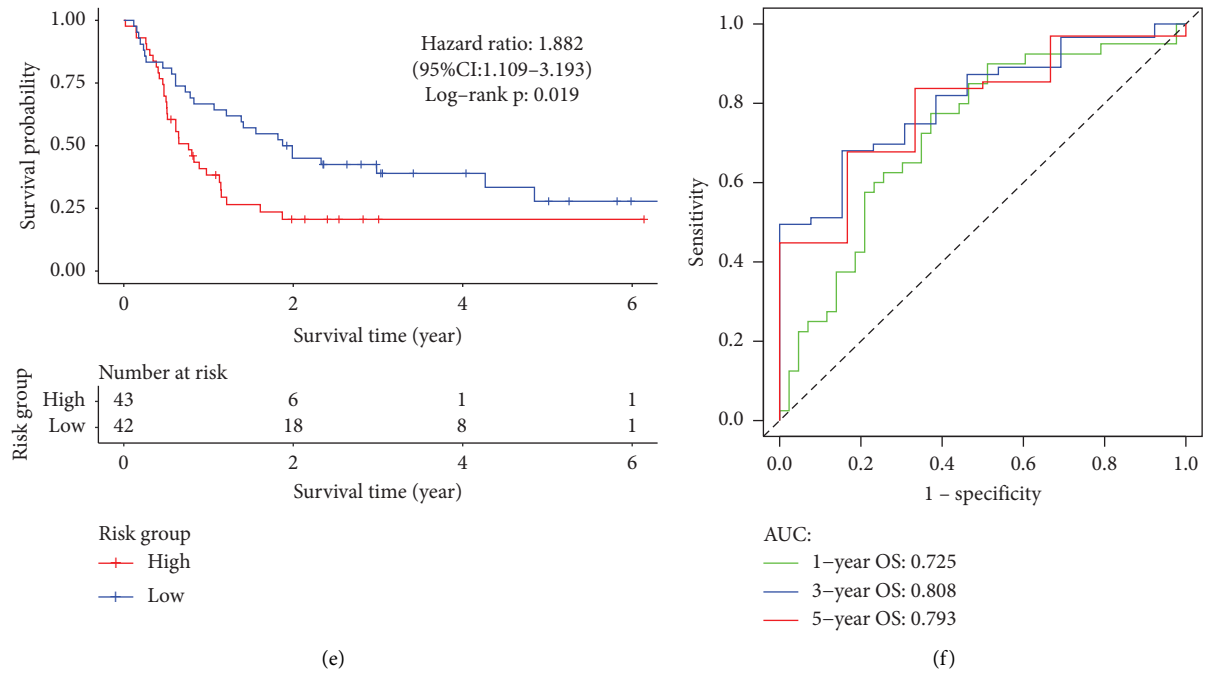 Survival probability
1.00
0.75
0.50
0.25
0.00
Hazard ratio: 1.882
(95%CI:1.109–3.193)
Log–rank p: 0.019
0 2 4 6
Survival time (year)
Number at risk
Risk group
High 43 6 1 1
Low 42 18 8 1
0 2 4 6
Survival time (year)
Risk group
High
Low
(e)
Sensitivity
1.0
0.8
0.6
0.4
0.2
0.0
0.0 0.2 0.4 0.6 0.8 1.0
1 – specificity
AUC:
1–year OS: 0.725
3–year OS: 0.808
5–year OS: 0.793
(f)